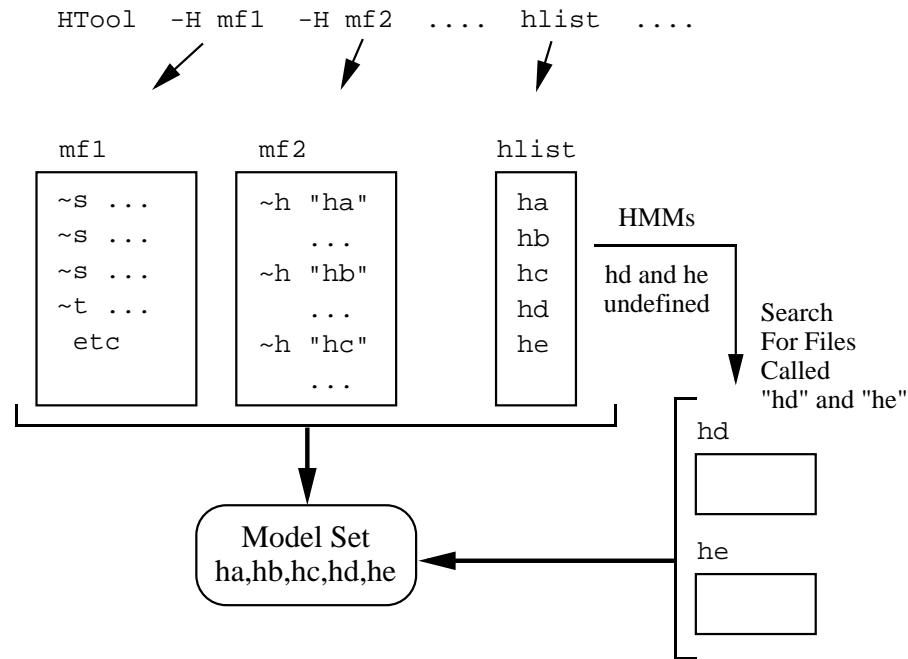 HTool -H mf1 -H mf2 .... hlist ....
mf1
~s ...
~s ...
~s ...
~t ...
etc
mf2
~h "ha"
...
~h "hb"
...
~h "hc"
...
hlist
ha
hb
hc
hd
he
HMMs
hd and he
undefined
Search
For Files
Called
"hd" and "he"
hd
he
Model Set
ha,hb,hc,hd,he